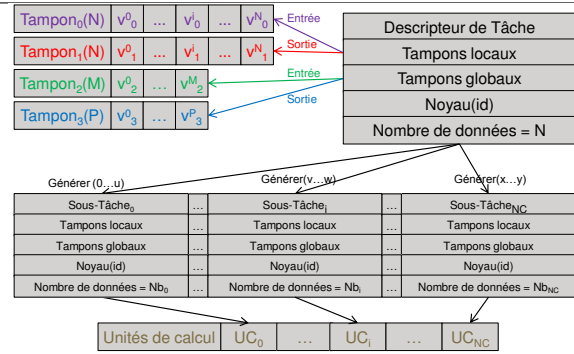 Tampon₀(N) v⁰₀ ... vⁱ₀ ... vᴺ₀ Entrée
Tampon₁(N) v⁰₁ ... vⁱ₁ ... vᴺ₁ Sortie
Tampon₂(M) v⁰₂ ... vᴹ₂ Entrée
Tampon₃(P) v⁰₃ ... vᴾ₃ Sortie
Descripteur de Tâche
Tampons locaux
Tampons globaux
Noyau(id)
Nombre de données = N
Générer (0...u) Générer(v...w) Générer(x...y)
Sous-Tâche₀ ... Sous-Tâcheᵢ ... Sous-Tâche_NC
Tampons locaux ... Tampons locaux ... Tampons locaux
Tampons globaux ... Tampons globaux ... Tampons globaux
Noyau(id) ... Noyau(id) ... Noyau(id)
Nombre de données = Nb₀ ... Nombre de données = Nbᵢ ... Nombre de données = Nb_NC
Unités de calcul UC₀ ... UCᵢ ... UC_NC